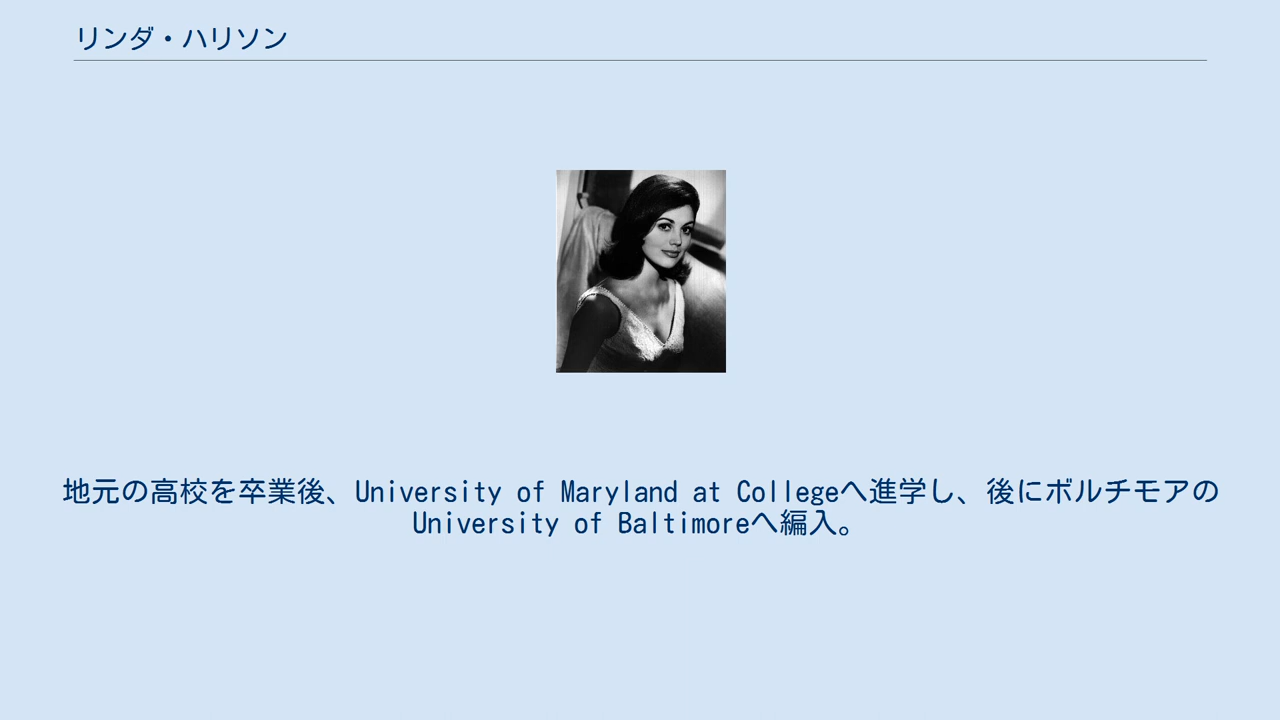 リンダ・ハリソン
地元の高校を卒業後、University of Maryland at Collegeへ進学し、後にボルチモアの
University of Baltimoreへ編入。